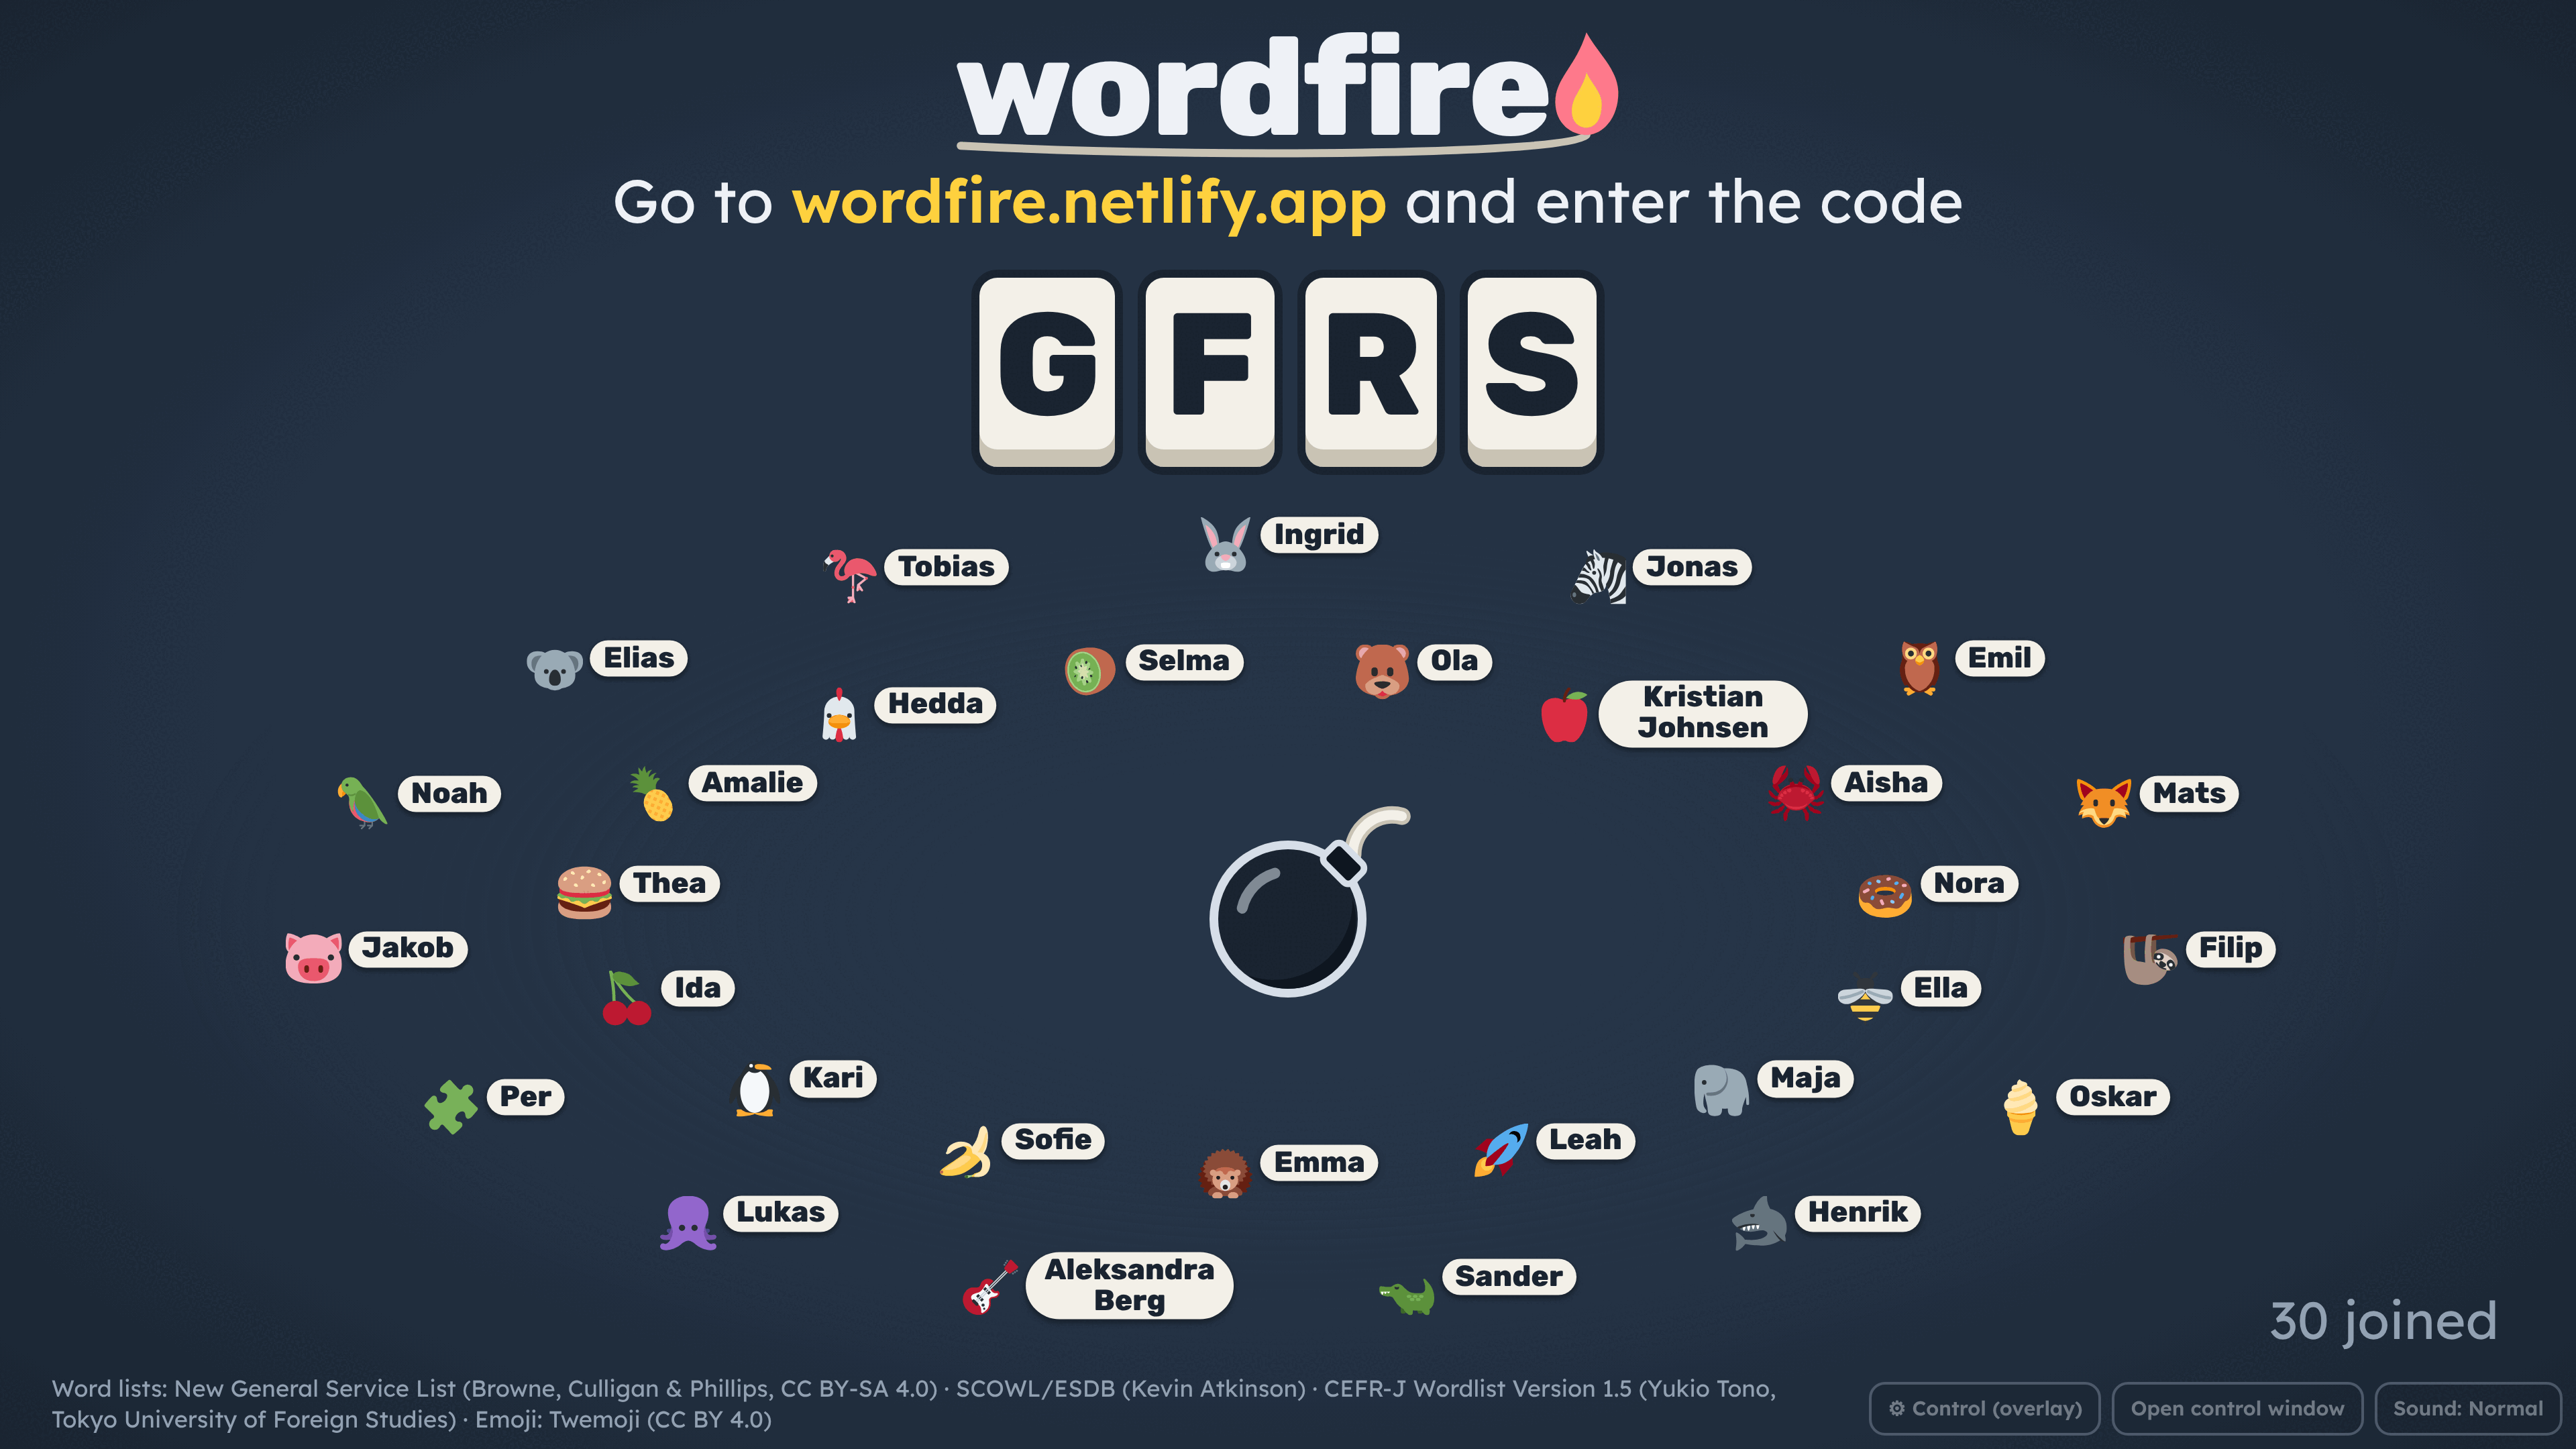 wordfire
Go to wordfire.netlify.app and enter the code
G F R S
Ingrid
Tobias
Jonas
Elias
Selma
Ola
Emil
Hedda
Kristian
Johnsen
Noah
Amalie
Aisha
Mats
Thea
Nora
Jakob
Filip
Ida
Ella
Per
Kari
Maja
Oskar
Sofie
Emma
Leah
Lukas
Henrik
Aleksandra
Berg
Sander
30 joined
Word lists: New General Service List (Browne, Culligan & Phillips, CC BY-SA 4.0) · SCOWL/ESDB (Kevin Atkinson) · CEFR-J Wordlist Version 1.5 (Yukio Tono,
Tokyo University of Foreign Studies) · Emoji: Twemoji (CC BY 4.0)
⚙ Control (overlay)
Open control window
Sound: Normal